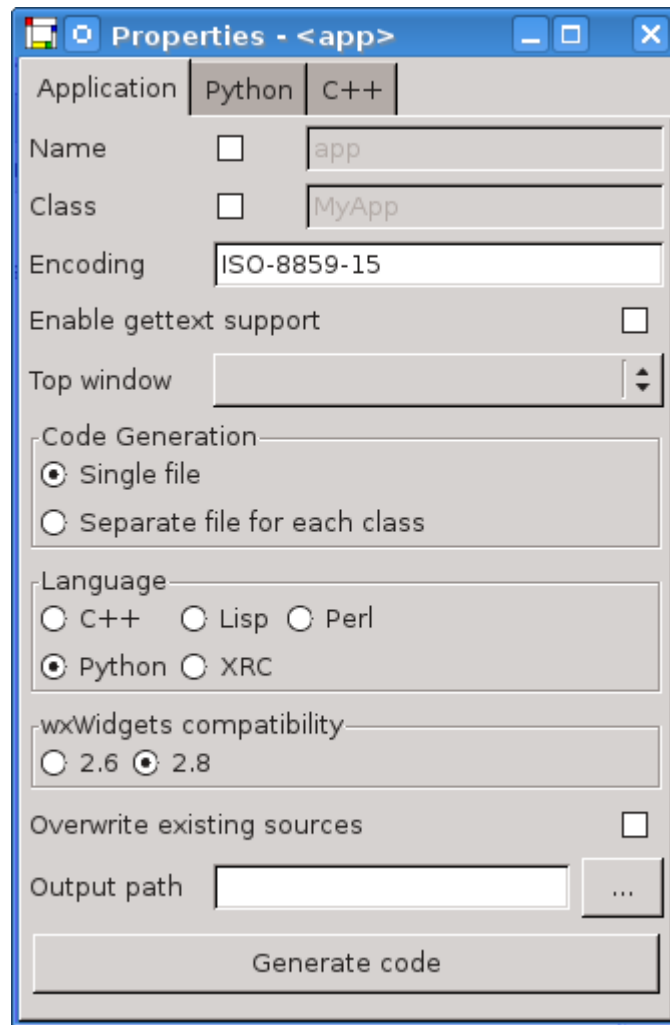 Properties - <app>
Application Python C++
Name app
Class MyApp
Encoding ISO-8859-15
Enable gettext support
Top window
Code Generation
Single file
Separate file for each class
Language
C++ Lisp Perl
Python XRC
wxWidgets compatibility
2.6 2.8
Overwrite existing sources
Output path ...
Generate code